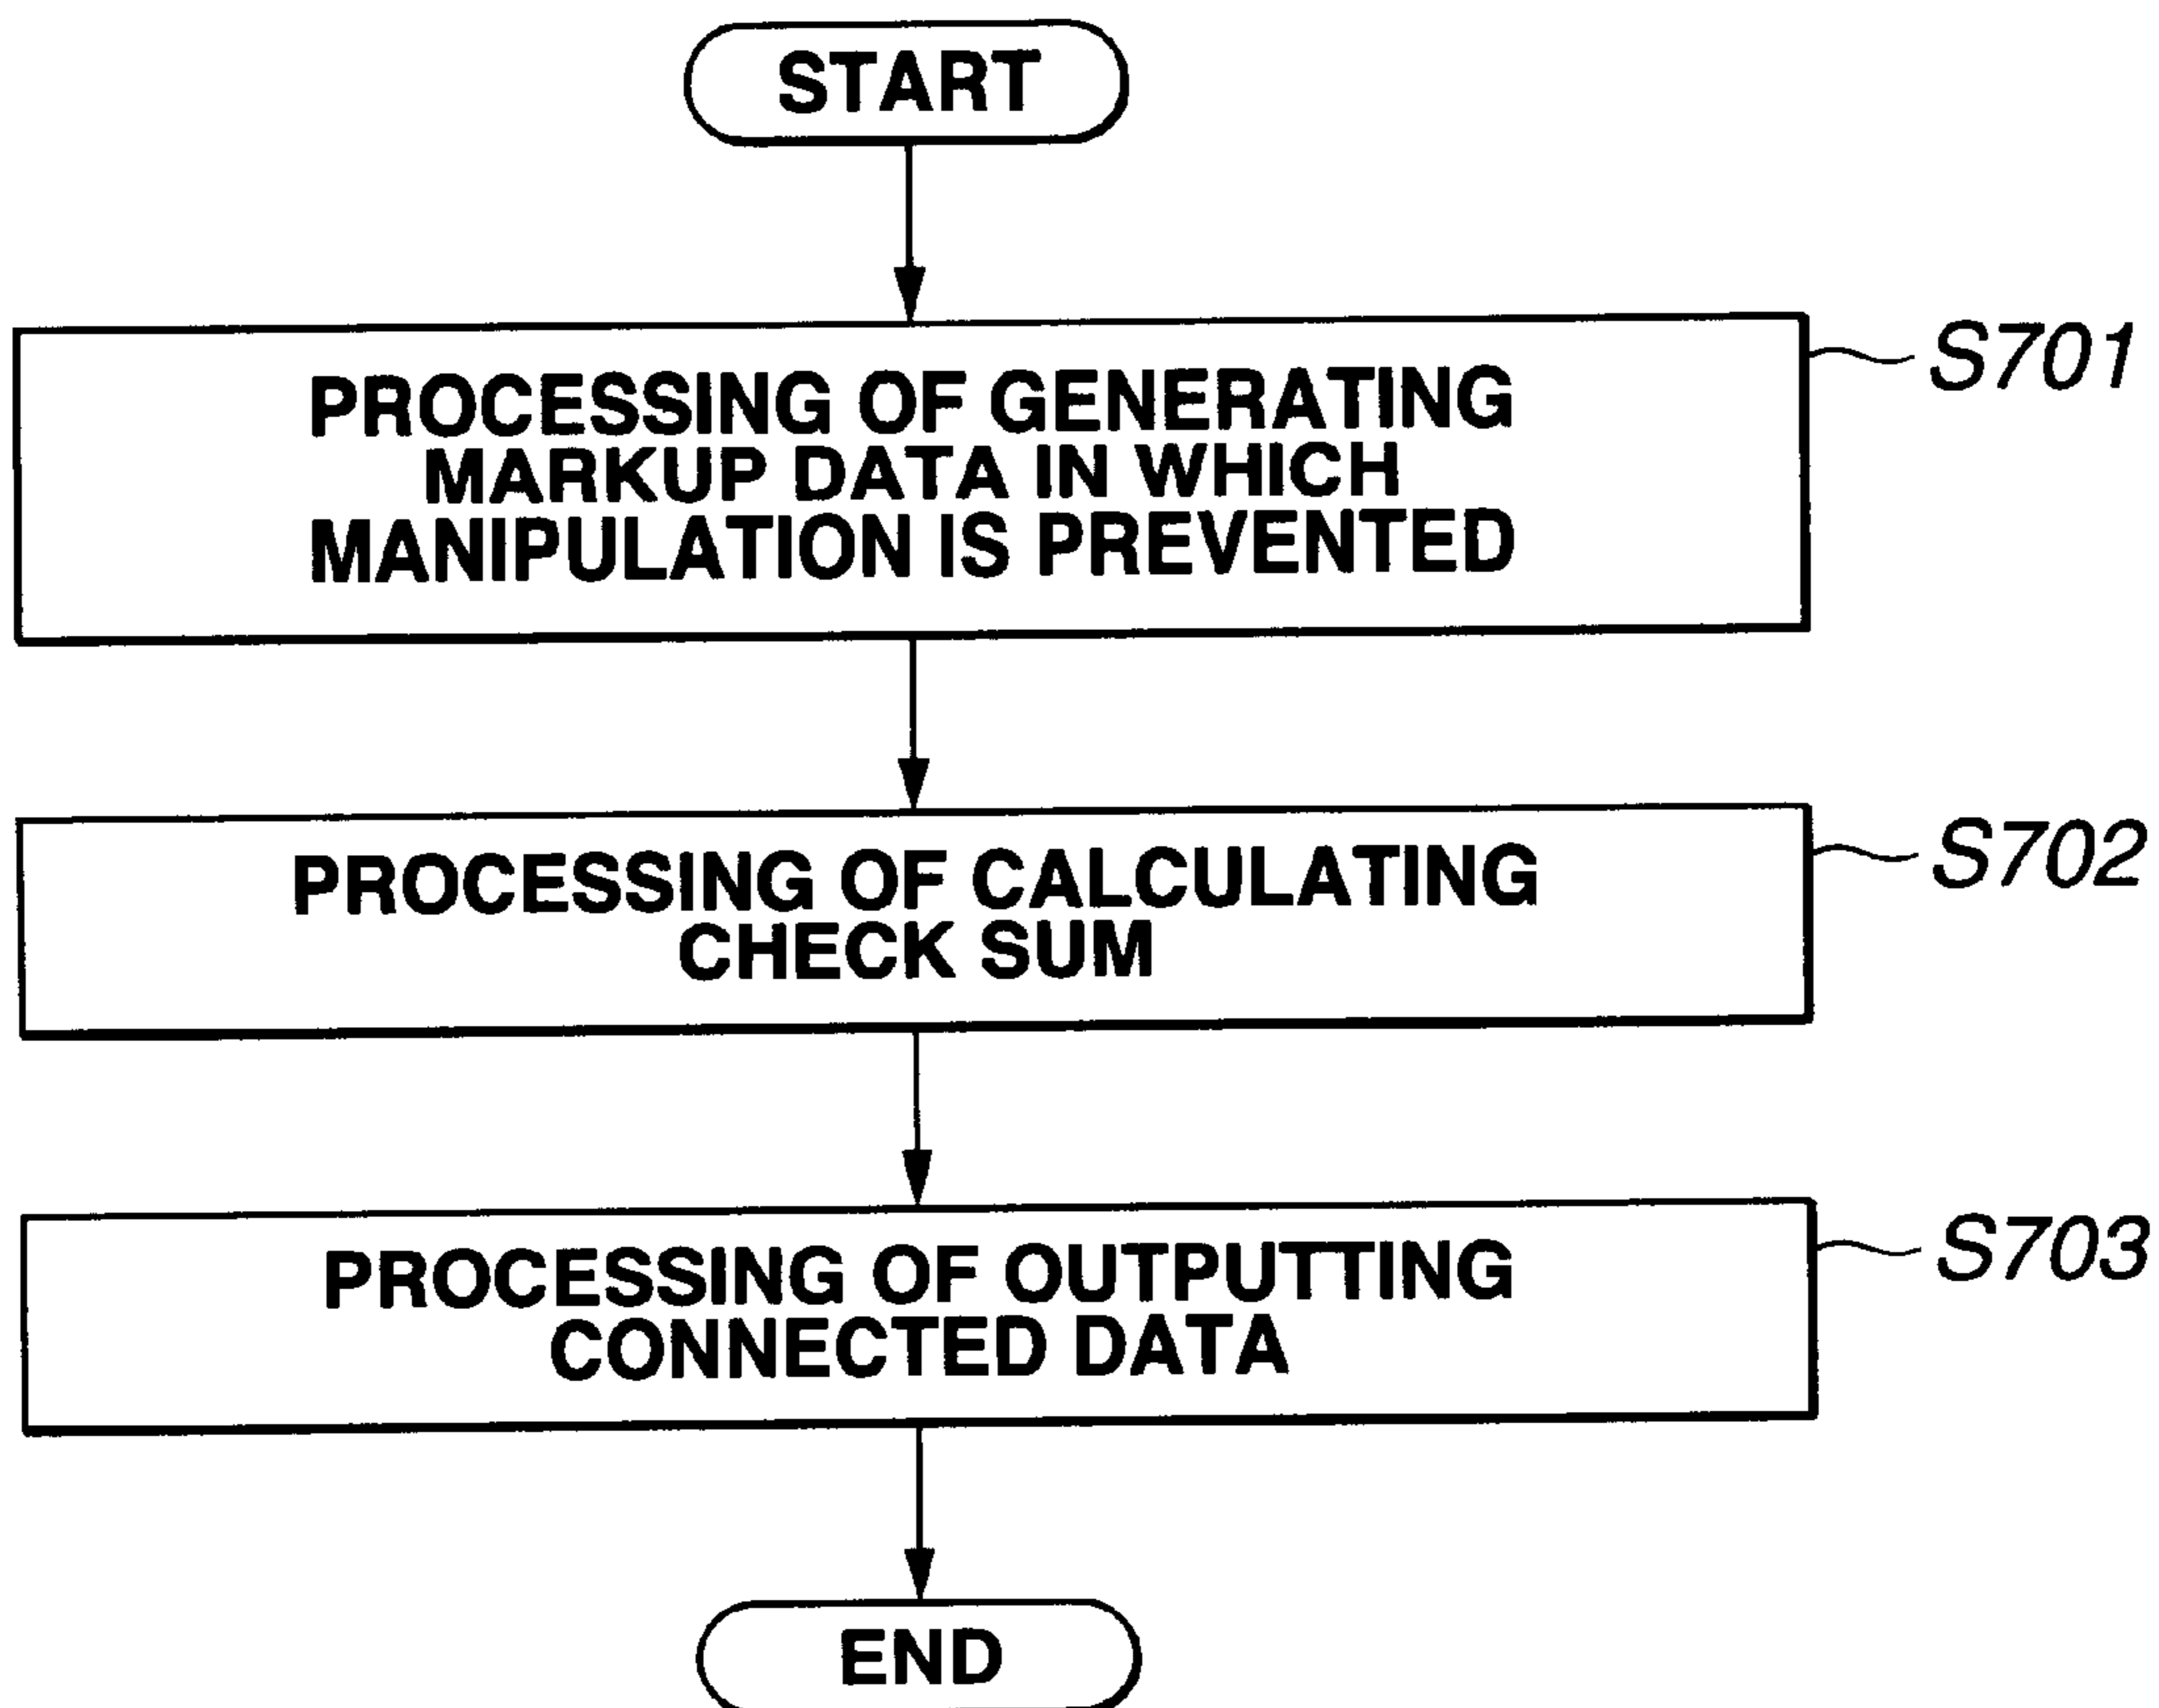 START
PROCESSING OF GENERATING
MARKUP DATA IN WHICH
MANIPULATION IS PREVENTED
S701
PROCESSING OF CALCULATING
CHECK SUM
S702
PROCESSING OF OUTPUTTING
CONNECTED DATA
S703
END